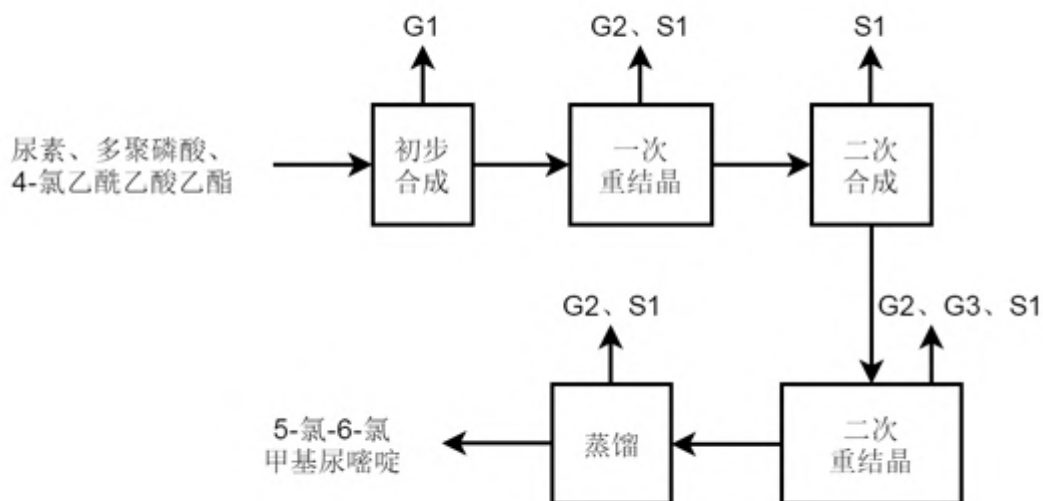 G1
G2、S1
S1
尿素、多聚磷酸、
4-氯乙酰乙酸乙酯
初步
合成
一次
重结晶
二次
合成
G2、S1
G2、G3、S1
5-氯-6-氯
甲基尿嘧啶
蒸馏
二次
重结晶